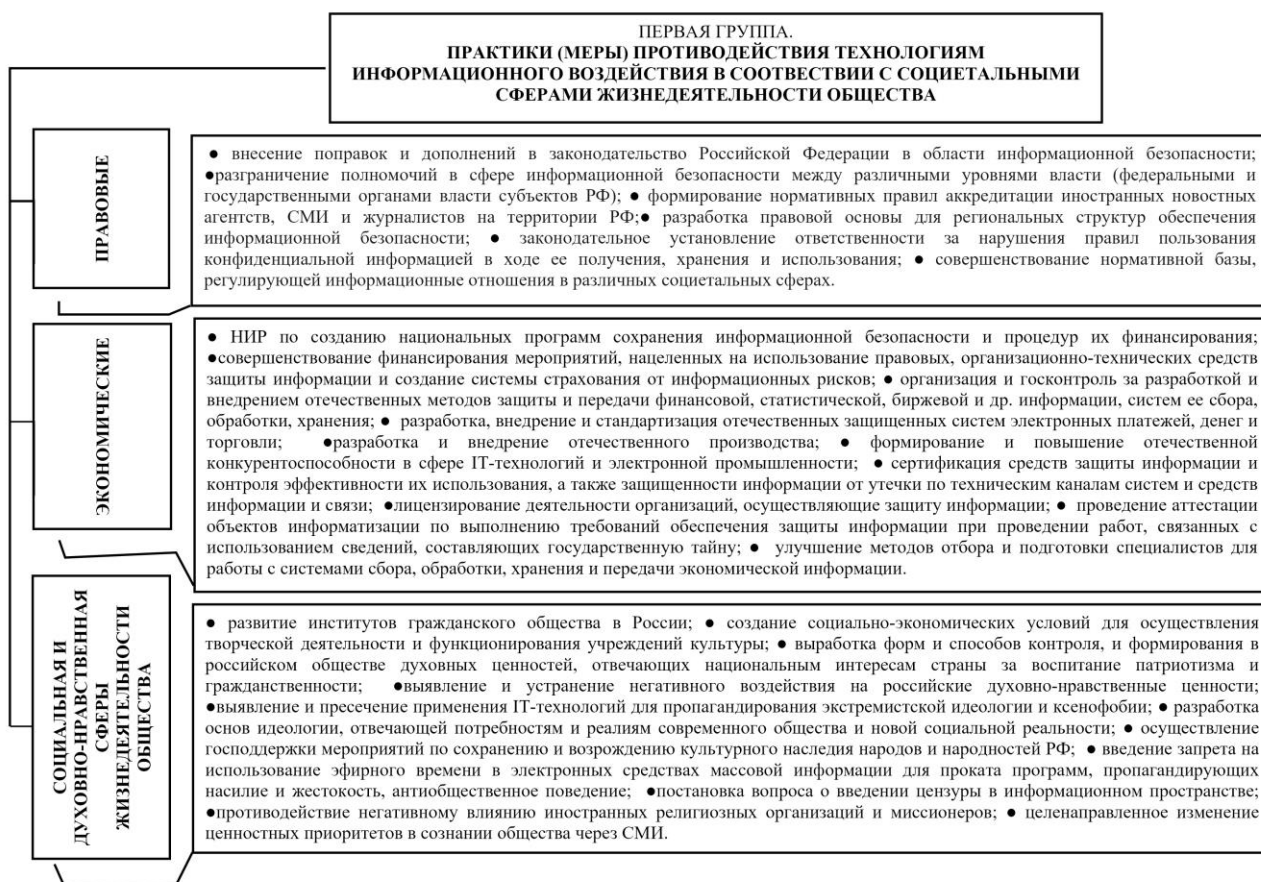 ПЕРВАЯ ГРУППА.
ПРАКТИКИ (МЕРЫ) ПРОТИВОДЕЙСТВИЯ ТЕХНОЛОГИЯМ
ИНФОРМАЦИОННОГО ВОЗДЕЙСТВИЯ В СООТВЕСТВИИ С СОЦИЕТАЛЬНЫМИ
СФЕРАМИ ЖИЗНЕДЕЯТЕЛЬНОСТИ ОБЩЕСТВА
ПРАВОВЫЕ
● внесение поправок и дополнений в законодательство Российской Федерации в области информационной безопасности;
●разграничение полномочий в сфере информационной безопасности между различными уровнями власти (федеральными и
государственными органами власти субъектов РФ); ● формирование нормативных правил аккредитации иностранных новостных
агентств, СМИ и журналистов на территории РФ;● разработка правовой основы для региональных структур обеспечения
информационной безопасности; ● законодательное установление ответственности за нарушения правил пользования
конфиденциальной информацией в ходе ее получения, хранения и использования; ● совершенствование нормативной базы,
регулирующей информационные отношения в различных социетальных сферах.
ЭКОНОМИЧЕСКИЕ
● НИР по созданию национальных программ сохранения информационной безопасности и процедур их финансирования;
●совершенствование финансирования мероприятий, нацеленных на использование правовых, организационно-технических средств
защиты информации и создание системы страхования от информационных рисков; ● организация и госконтроль за разработкой и
внедрением отечественных методов защиты и передачи финансовой, статистической, биржевой и др. информации, систем ее сбора,
обработки, хранения; ● разработка, внедрение и стандартизация отечественных защищенных систем электронных платежей, денег и
торговли; ●разработка и внедрение отечественного производства; ● формирование и повышение отечественной
конкурентоспособности в сфере IT-технологий и электронной промышленности; ● сертификация средств защиты информации и
контроля эффективности их использования, а также защищенности информации от утечки по техническим каналам систем и средств
информации и связи; ●лицензирование деятельности организаций, осуществляющие защиту информации; ● проведение аттестации
объектов информатизации по выполнению требований обеспечения защиты информации при проведении работ, связанных с
использованием сведений, составляющих государственную тайну; ● улучшение методов отбора и подготовки специалистов для
работы с системами сбора, обработки, хранения и передачи экономической информации.
СОЦИАЛЬНАЯ И
ДУХОВНО-НРАВСТВЕННАЯ
СФЕРЫ
ЖИЗНЕДЕЯТЕЛЬНОСТИ
ОБЩЕСТВА
● развитие институтов гражданского общества в России; ● создание социально-экономических условий для осуществления
творческой деятельности и функционирования учреждений культуры; ● выработка форм и способов контроля, и формирования в
российском обществе духовных ценностей, отвечающих национальным интересам страны за воспитание патриотизма и
гражданственности; ●выявление и устранение негативного воздействия на российские духовно-нравственные ценности;
●выявление и пресечение применения IT-технологий для пропагандирования экстремистской идеологии и ксенофобии; ● разработка
основ идеологии, отвечающей потребностям и реалиям современного общества и новой социальной реальности; ● осуществление
господдержки мероприятий по сохранению и возрождению культурного наследия народов и народностей РФ; ● введение запрета на
использование эфирного времени в электронных средствах массовой информации для проката программ, пропагандирующих
насилие и жестокость, антиобщественное поведение; ●постановка вопроса о введении цензуры в информационном пространстве;
●противодействие негативному влиянию иностранных религиозных организаций и миссионеров; ● целенаправленное изменение
ценностных приоритетов в сознании общества через СМИ.